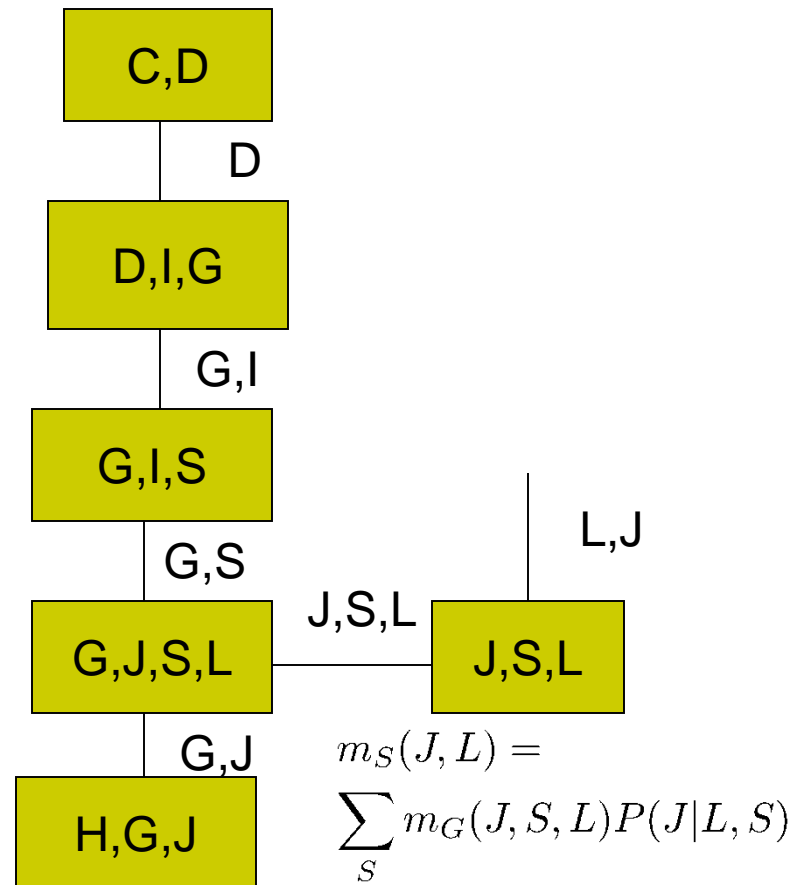 C,D
D
D,I,G
G,I
G,I,S
L,J
G,S
J,S,L
G,J,S,L
J,S,L
G,J
H,G,J
m_S(J, L) =
∑_S m_G(J, S, L)P(J|L, S)